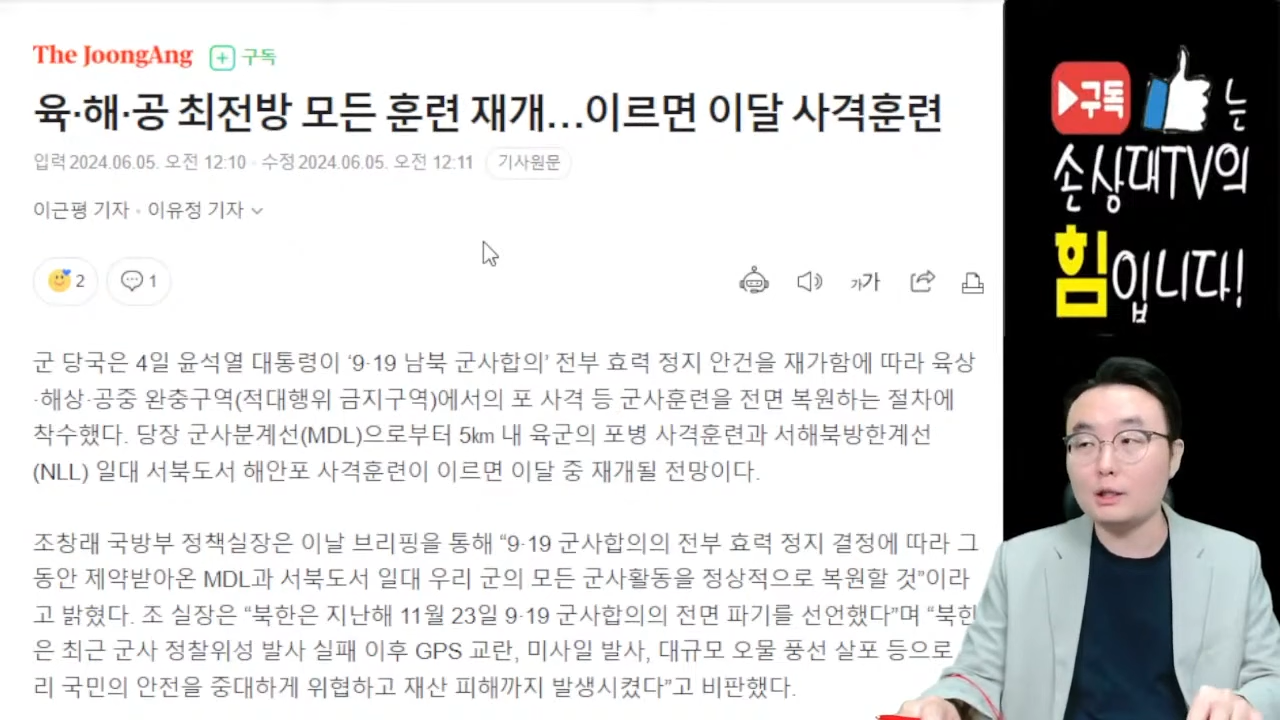 The JoongAng 구독
육·해·공 최전방 모든 훈련 재개…이르면 이달 사격훈련
입력 2024.06.05. 오전 12:10 · 수정 2024.06.05. 오전 12:11 기사원문
이근평 기자 · 이유정 기자
2 1 가가
군 당국은 4일 윤석열 대통령이 ‘9·19 남북 군사합의’ 전부 효력 정지 안건을 재가함에 따라 육상
·해상·공중 완충구역(적대행위 금지구역)에서의 포 사격 등 군사훈련을 전면 복원하는 절차에
착수했다. 당장 군사분계선(MDL)으로부터 5㎞ 내 육군의 포병 사격훈련과 서해북방한계선
(NLL) 일대 서북도서 해안포 사격훈련이 이르면 이달 중 재개될 전망이다.
조창래 국방부 정책실장은 이날 브리핑을 통해 “9·19 군사합의의 전부 효력 정지 결정에 따라 그
동안 제약받아온 MDL과 서북도서 일대 우리 군의 모든 군사활동을 정상적으로 복원할 것”이라
고 밝혔다. 조 실장은 “북한은 지난해 11월 23일 9·19 군사합의의 전면 파기를 선언했다”며 “북한
은 최근 군사 정찰위성 발사 실패 이후 GPS 교란, 미사일 발사, 대규모 오물 풍선 살포 등으로
리 국민의 안전을 중대하게 위협하고 재산 피해까지 발생시켰다”고 비판했다.
구독 는
손상대TV의
힘입니다!